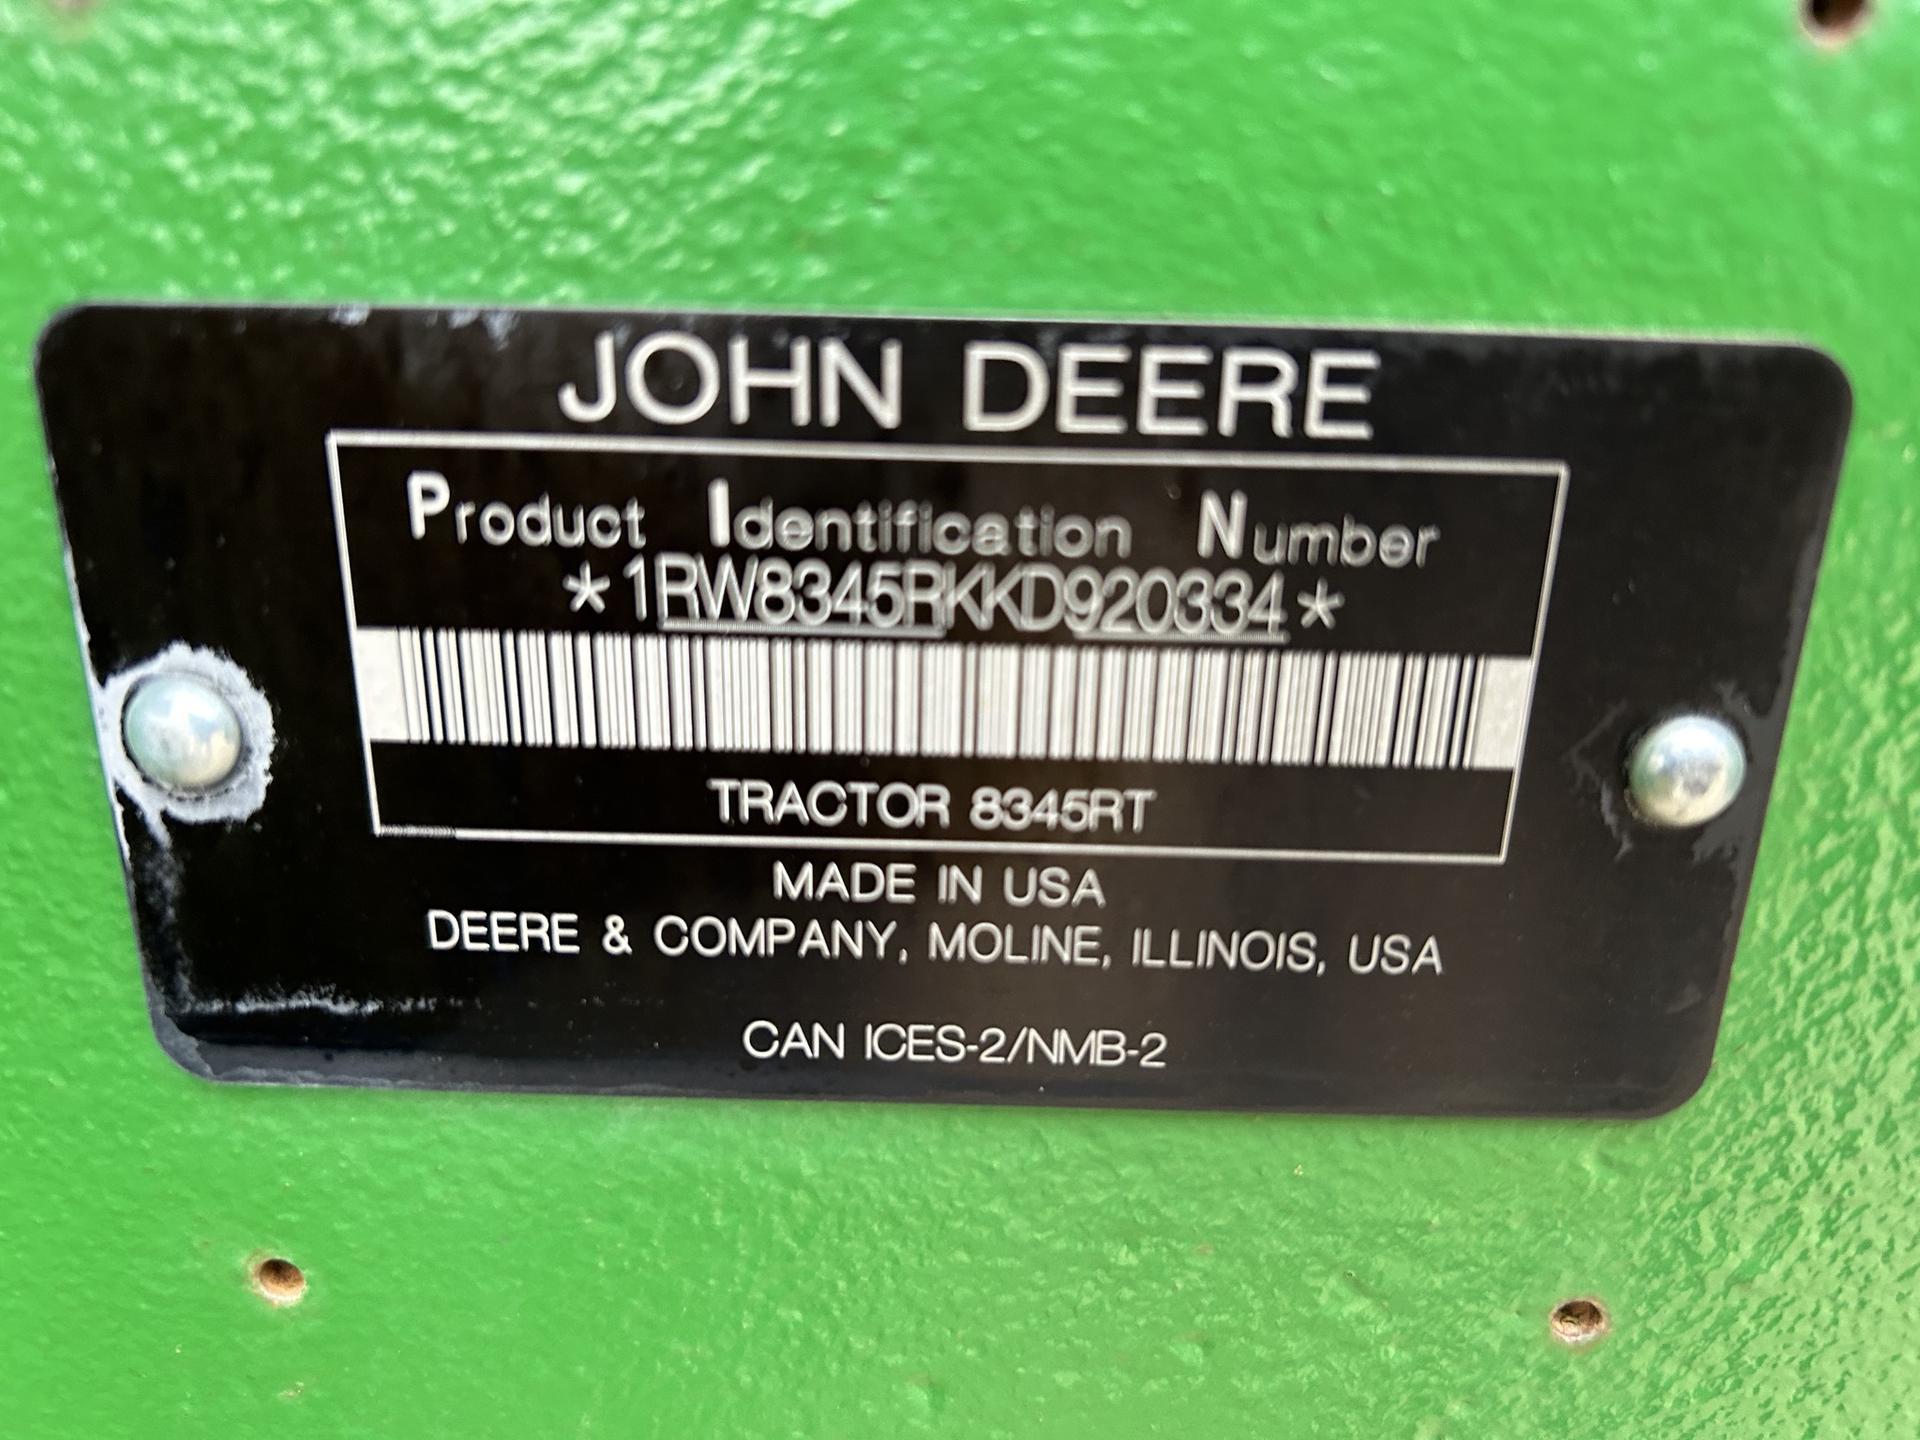 JOHN DEERE
Product Identification Number
*1RW8345RKKD920334*
TRACTOR 8345RT
MADE IN USA
DEERE & COMPANY, MOLINE, ILLINOIS, USA
CAN ICES-2/NMB-2